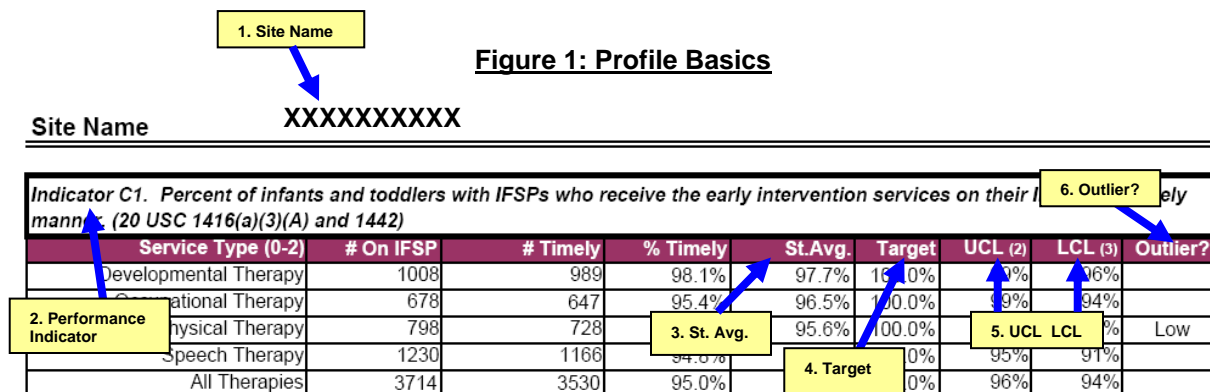 1. Site Name
Figure 1: Profile Basics
Site Name XXXXXXXXXX
Indicator C1. Percent of infants and toddlers with IFSPs who receive the early intervention services on their
6. Outlier?
manner. (20 USC 1416(a)(3)(A) and 1442)
Service Type (0-2) # On IFSP # Timely % Timely St.Avg. Target UCL (2) LCL (3) Outlier?
Developmental Therapy 1008 989 98.1% 97.7% 96%
Occupational Therapy 678 647 95.4% 96.5% 100.0% 99% 94%
2. Performance Indicator
Physical Therapy 798 728 95.6% 100.0% Low
3. St. Avg.
5. UCL LCL
Speech Therapy 1230 1166 94.8% 95% 91%
4. Target
All Therapies 3714 3530 95.0% 96% 94%